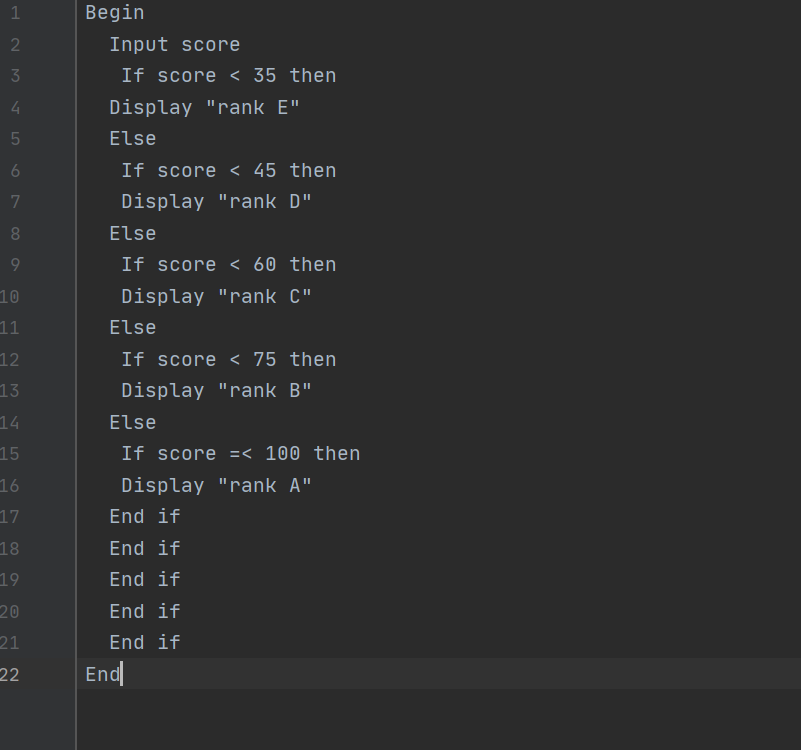 1 Begin
2 Input score
3 If score < 35 then
4 Display "rank E"
5 Else
6 If score < 45 then
7 Display "rank D"
8 Else
9 If score < 60 then
10 Display "rank C"
11 Else
12 If score < 75 then
13 Display "rank B"
14 Else
15 If score =< 100 then
16 Display "rank A"
17 End if
18 End if
19 End if
20 End if
21 End if
22 End